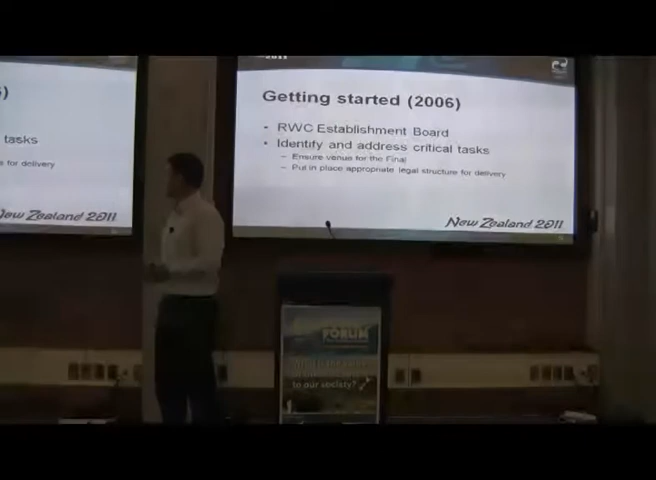 2011
Getting started (2006)
RWC Establishment Board
Identify and address critical tasks
– Ensure venue for the Final
– Put in place appropriate legal structure for delivery
New Zealand 2011
)
tasks
for delivery
New Zealand 2011
FORUM
to our society?